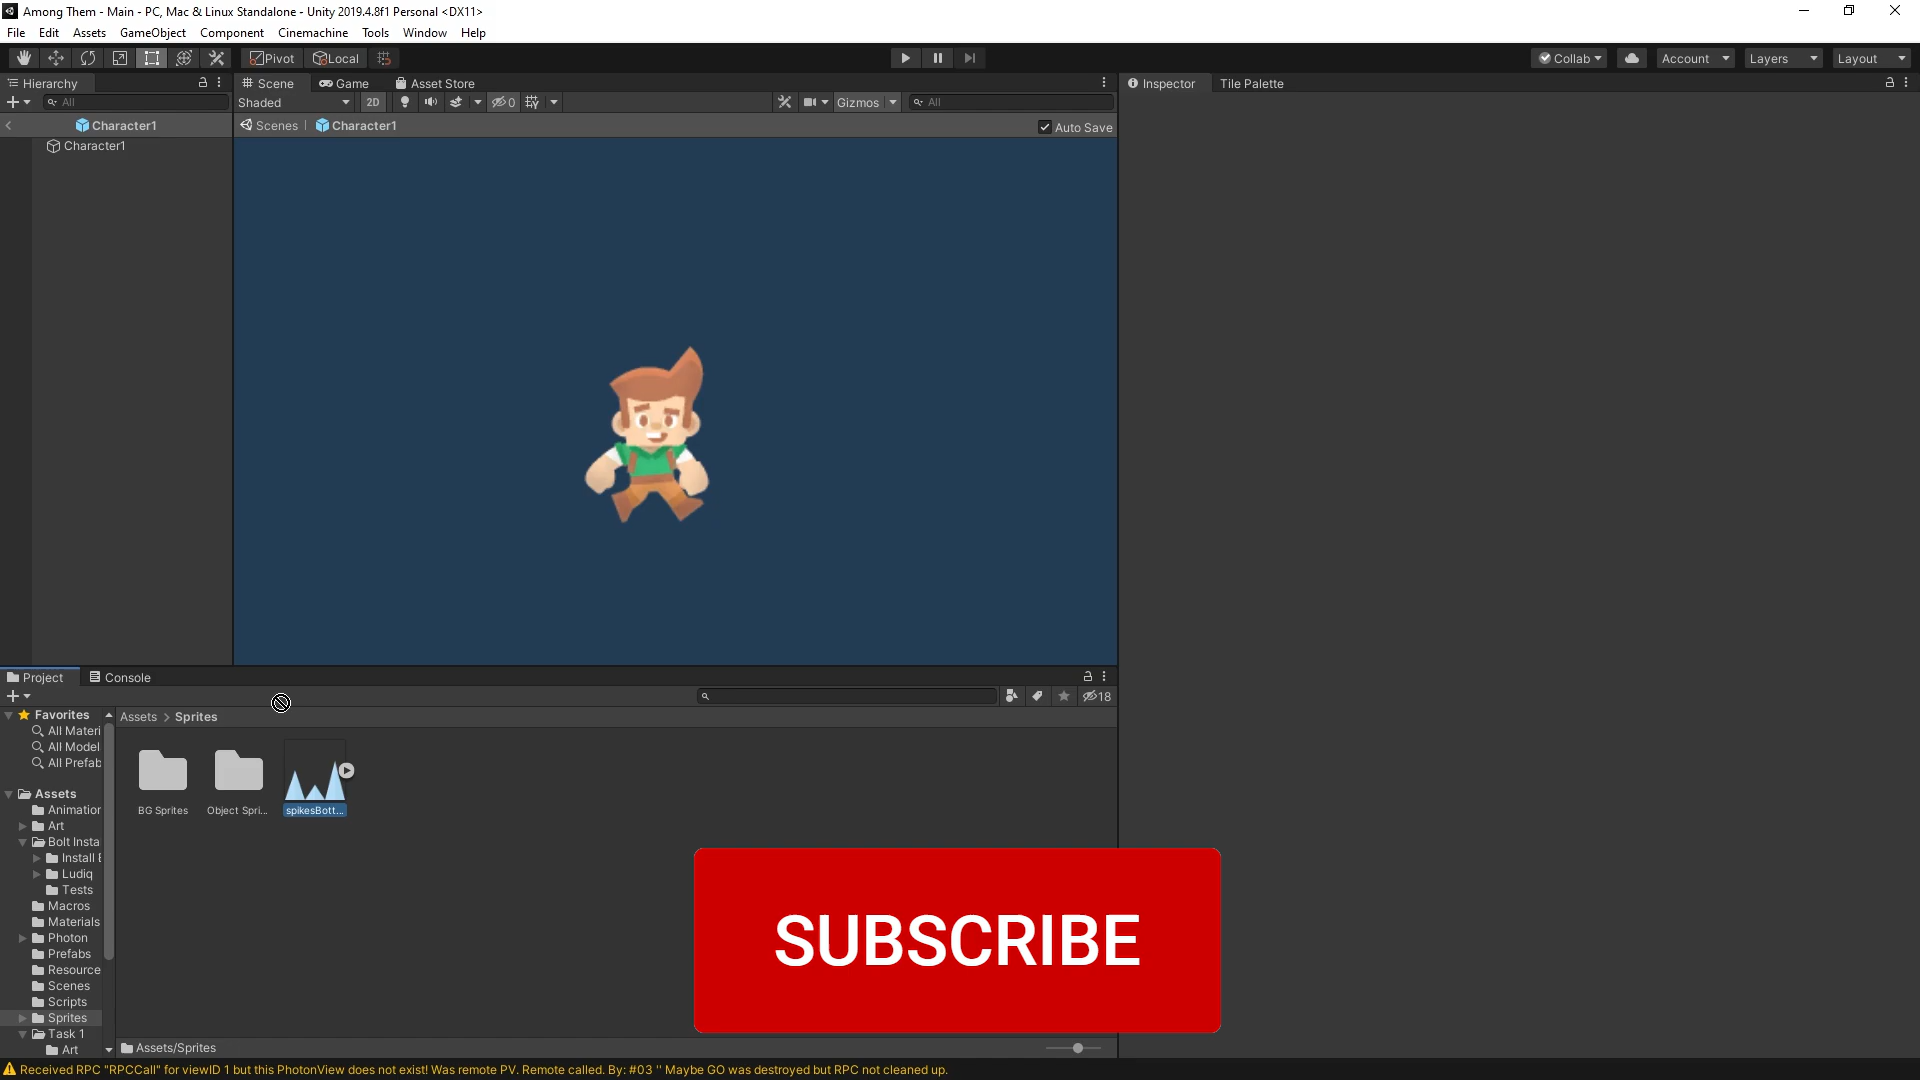 Among Them - Main - PC, Mac & Linux Standalone - Unity 2019.4.8f1 Personal <DX11>
File Edit Assets GameObject Component Cinemachine Tools Window Help
Pivot Local Collab Account Layers Layout
Hierarchy Scene Game Asset Store Inspector Tile Palette
All Shaded 2D 0 Gizmos All
Character1 Scenes Character1 Auto Save
Character1
Project Console
18
Favorites Assets > Sprites
All Materi
All Model
All Prefab
Assets
Animation
BG Sprites Object Spri... spikesBott...
Art
Bolt Insta
Install
Ludiq
Tests
Macros
Materials
Photon
Prefabs
Resource
Scenes
Scripts
Sprites
Task 1
Art
SUBSCRIBE
Assets/Sprites
Received RPC "RPCCall" for viewID 1 but this PhotonView does not exist! Was remote PV. Remote called. By: #03 '' Maybe GO was destroyed but RPC not cleaned up.